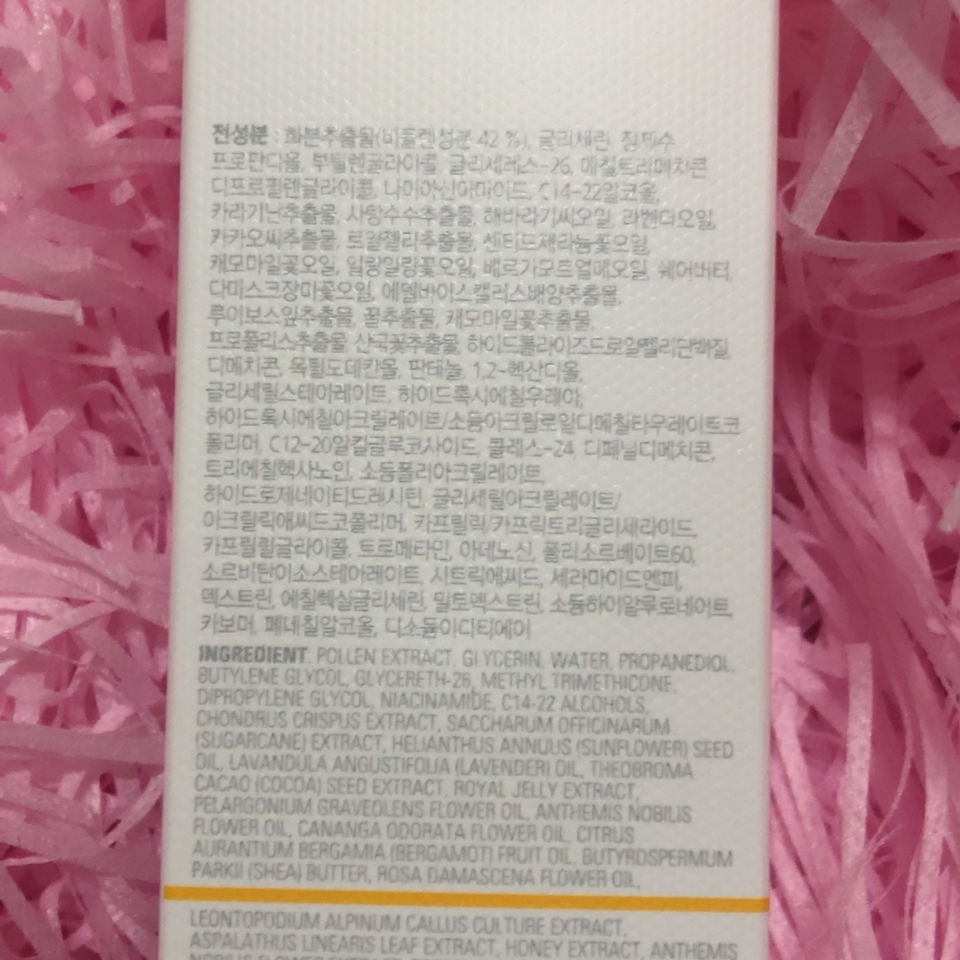 전성분 : 화분추출물(비폴렌성분 42 %), 글리세린, 정제수
프로판디올, 부틸렌글라이콜, 글리세레스-26, 메칠트리메치콘
디프로필렌글라이콜, 나이아신아마이드, C14-22알코올,
카라기난추출물, 사탕수수추출물, 해바라기씨오일, 라벤더오일,
카카오씨추출물, 로얄젤리추출물, 센티드제라늄꽃오일,
캐모마일꽃오일, 일랑일랑꽃오일, 베르가모트열매오일, 쉐어버터,
다마스크장미꽃오일, 에델바이스캘러스배양추출물,
루이보스잎추출물, 꿀추출물, 캐모마일꽃추출물,
프로폴리스추출물, 산국꽃추출물, 하이드롤라이즈드로얄젤리단백질,
디메치콘, 옥틸도데칸올, 판테놀, 1,2-헥산디올,
글리세릴스테아레이트, 하이드록시에칠우레아,
하이드록시에칠아크릴레이트/소듐아크릴로일디메칠타우레이트코
폴리머, C12-20알킬글루코사이드, 콜레스-24, 디페닐디메치콘,
트리에칠헥사노인, 소듐폴리아크릴레이트,
하이드로제네이티드레시틴, 글리세릴아크릴레이트/
아크릴릭애씨드코폴리머, 카프릴릭/카프릭트리글리세라이드,
카프릴릴글라이콜, 트로메타민, 아데노신, 폴리소르베이트60,
소르비탄이소스테아레이트, 시트릭애씨드, 세라마이드엔피,
덱스트린, 에칠헥실글리세린, 말토덱스트린, 소듐하이알루로네이트,
카보머, 페네칠알코올, 디소듐이디티에이
INGREDIENT. POLLEN EXTRACT, GLYCERIN, WATER, PROPANEDIOL,
BUTYLENE GLYCOL, GLYCERETH-26, METHYL TRIMETHICONE,
DIPROPYLENE GLYCOL, NIACINAMIDE, C14-22 ALCOHOLS,
CHONDRUS CRISPUS EXTRACT, SACCHARUM OFFICINARUM
(SUGARCANE) EXTRACT, HELIANTHUS ANNUUS (SUNFLOWER) SEED
OIL, LAVANDULA ANGUSTIFOLIA (LAVENDER) OIL, THEOBROMA
CACAO (COCOA) SEED EXTRACT, ROYAL JELLY EXTRACT,
PELARGONIUM GRAVEOLENS FLOWER OIL, ANTHEMIS NOBILIS
FLOWER OIL, CANANGA ODORATA FLOWER OIL, CITRUS
AURANTIUM BERGAMIA (BERGAMOT) FRUIT OIL, BUTYROSPERMUM
PARKII (SHEA) BUTTER, ROSA DAMASCENA FLOWER OIL,
LEONTOPODIUM ALPINUM CALLUS CULTURE EXTRACT,
ASPALATHUS LINEARIS LEAF EXTRACT, HONEY EXTRACT, ANTHEMIS